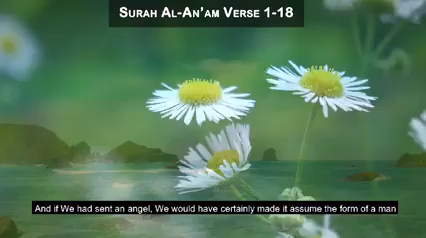 Surah Al-An'am Verse 1-18
And if We had sent an angel, We would have certainly made it assume the form of a man